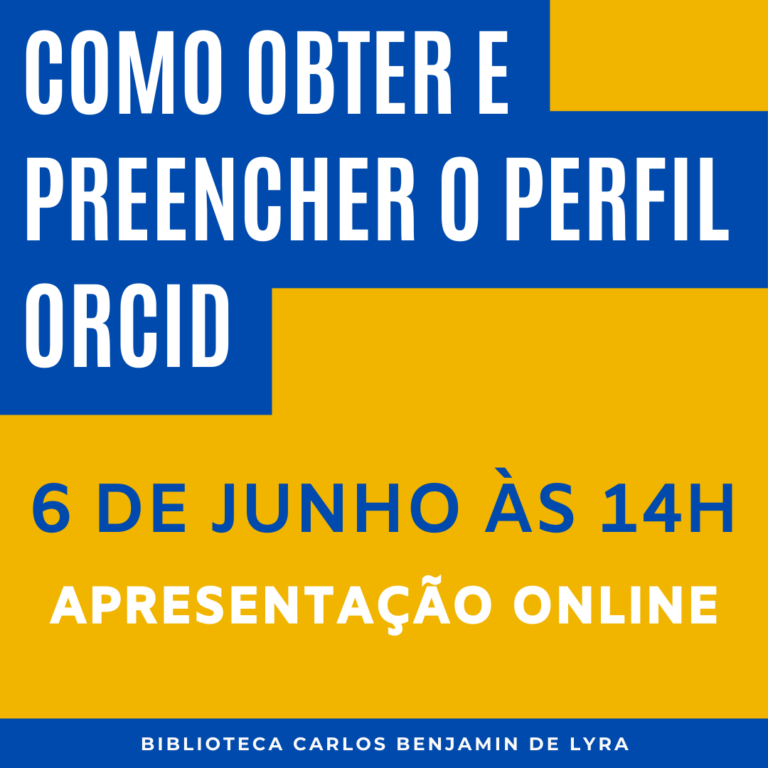 COMO OBTER E
PREENCHER O PERFIL
ORCID
6 DE JUNHO ÀS 14H
APRESENTAÇÃO ONLINE
BIBLIOTECA CARLOS BENJAMIN DE LYRA